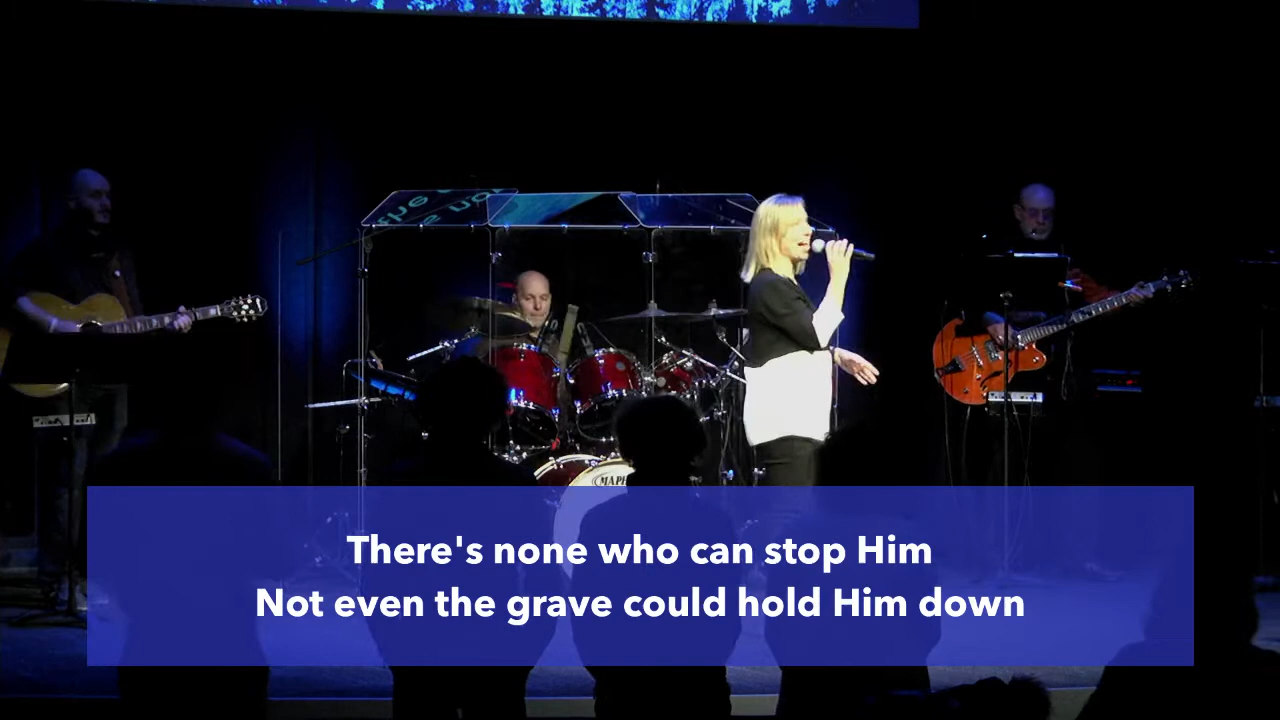 There's none who can stop Him
Not even the grave could hold Him down